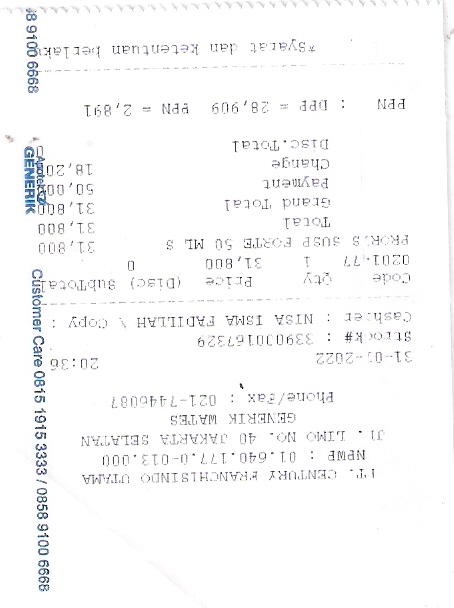 PT. CENTURY FRANCHISINDO UTAMA
NPWP : 01.640.177.0-013.000
Jl. LIMO NO. 40 JAKARTA SELATAN
GENERIK WATES
Phone/Fax : 021-7446087
31-01-2022 20:36
Struck# : 339030167329
Cashier : NISA ISMA FADILLAH \ Copy :
Code Qty Price (Disc) SubTotal
1 31,800 0
SUSP FORTE 50 ML S 31,800
Total 31,800
Grand Total 31,800
Payment 50,000
Change 18,20
Disc.Total 0
PPN : DPP = 28,909 PPN = 2,891
*Syarat dan ketentuan berlaku
Customer Care 0815 1915 3333 / 0858 9100 6668
Apotek
GENERIK
58 9100 6668